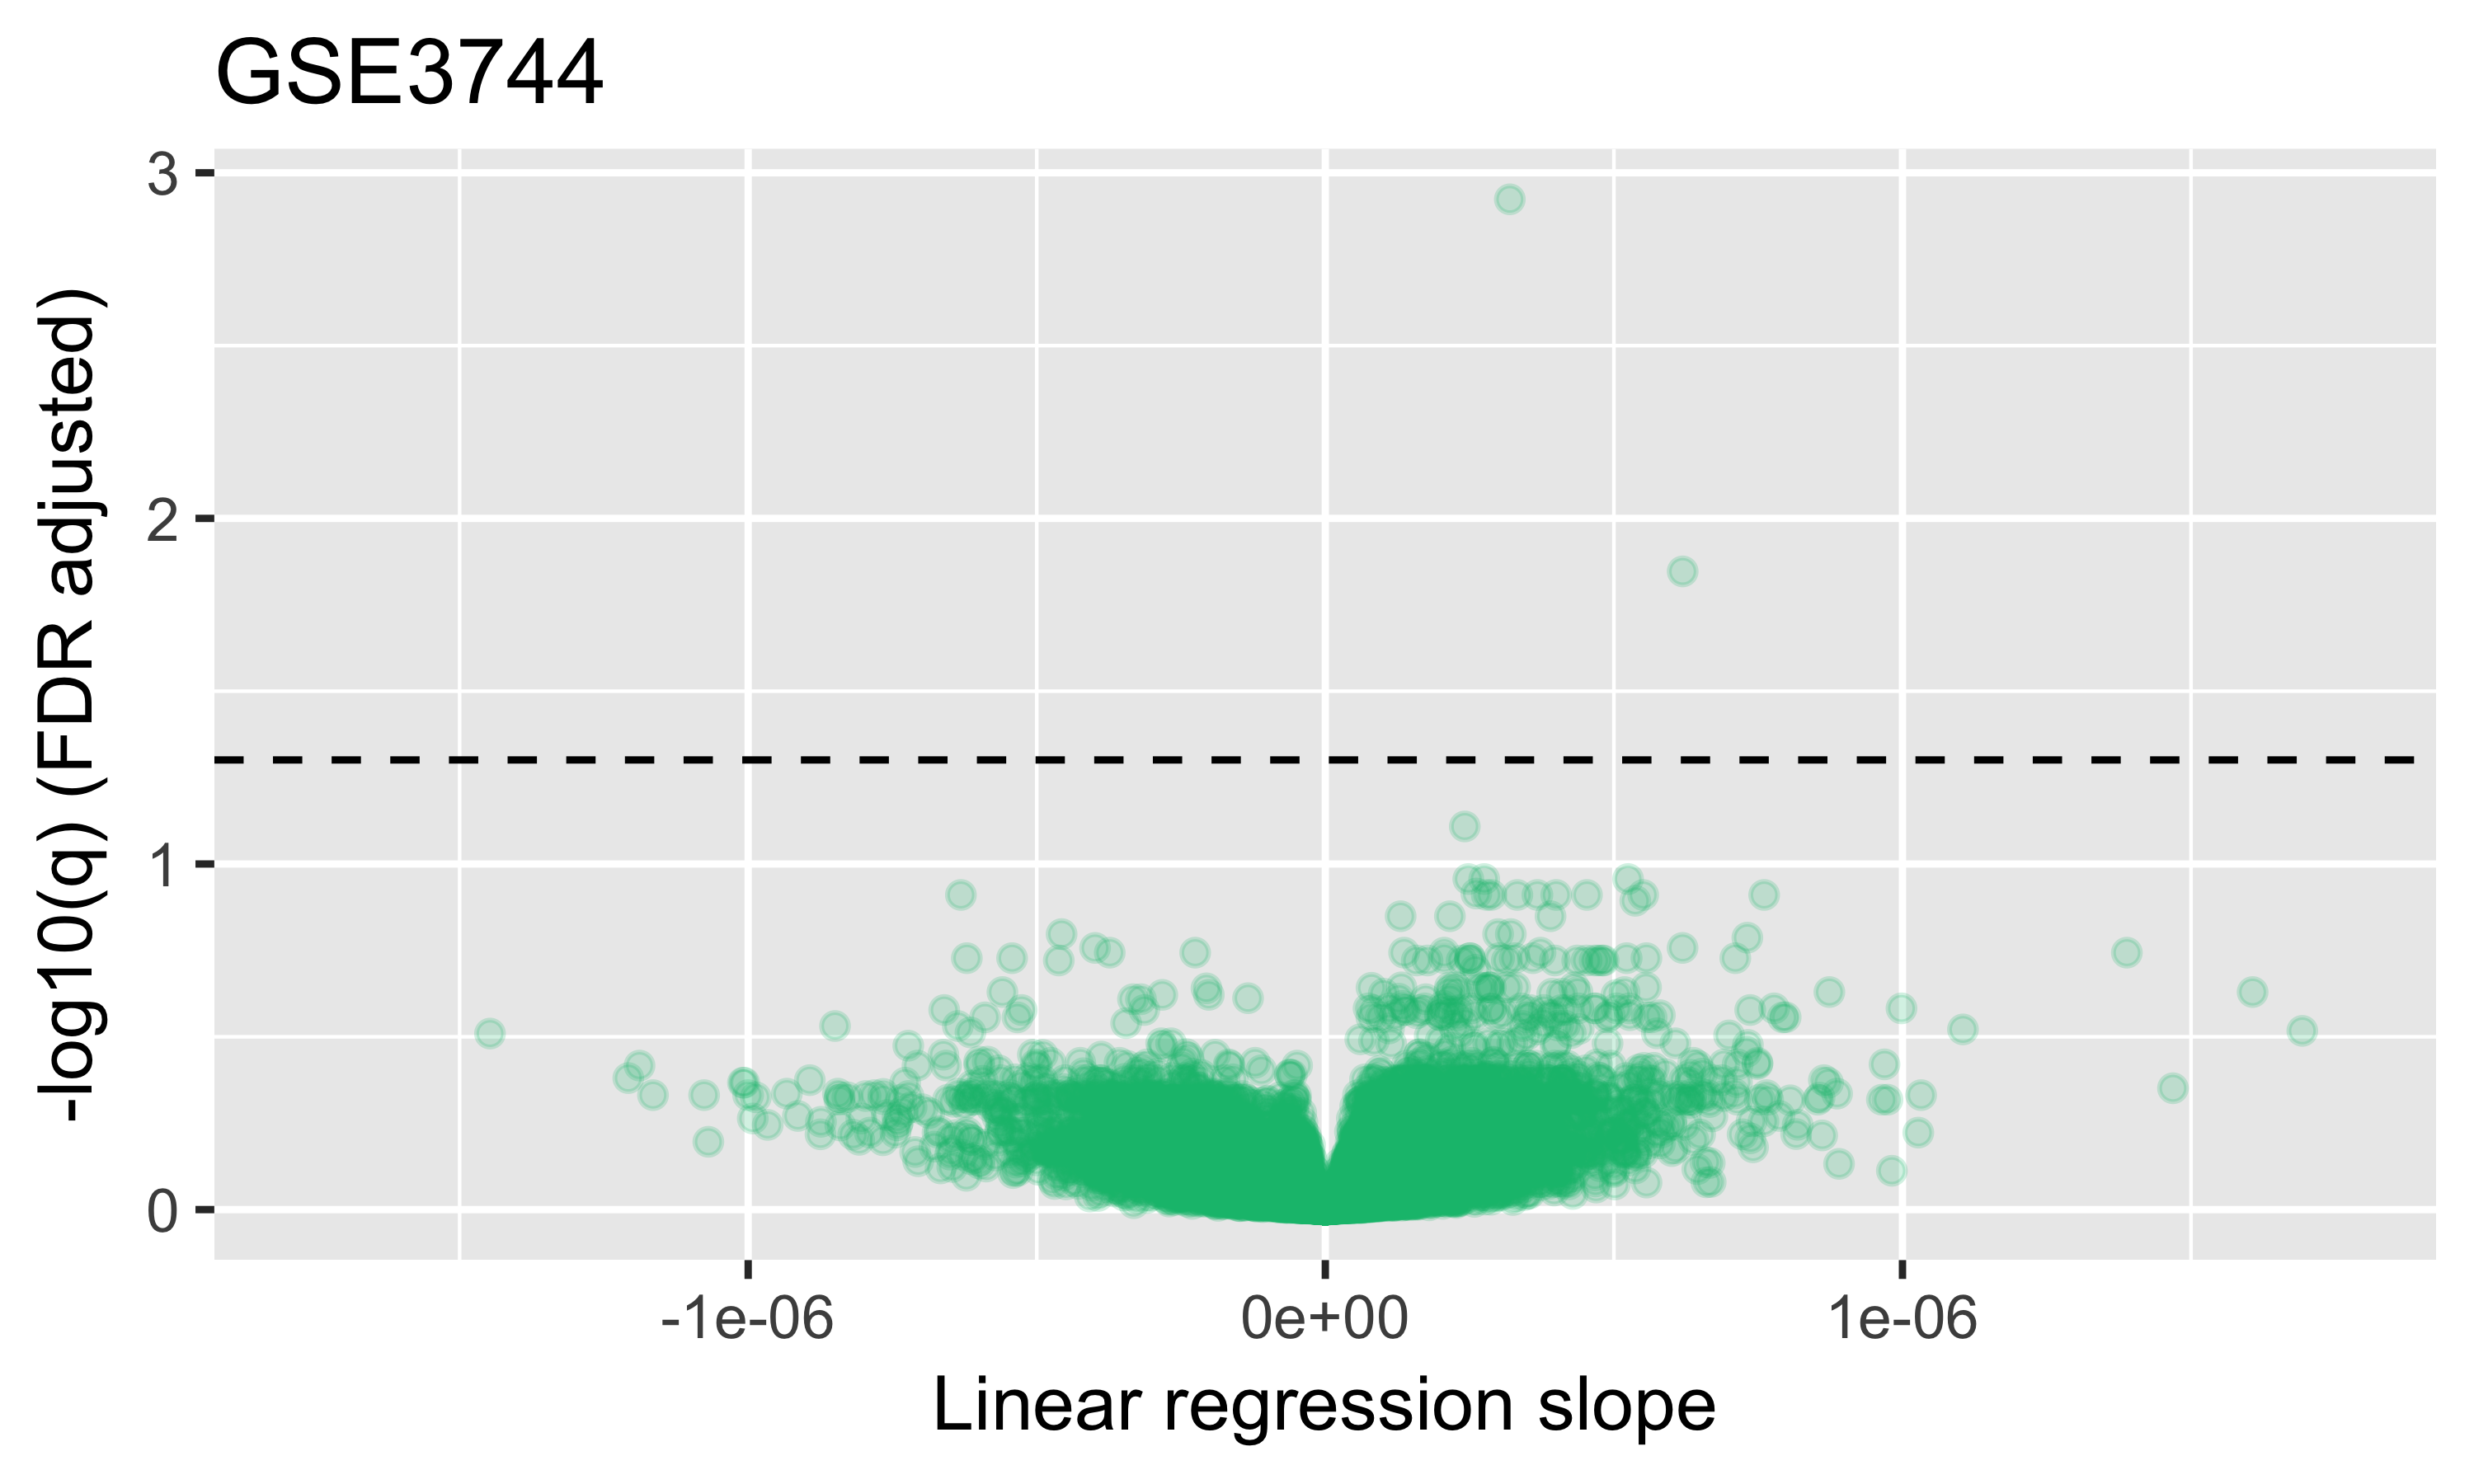 GSE3744
-log10(q) (FDR adjusted)
3
2
1
0
-1e-06
0e+00
1e-06
Linear regression slope